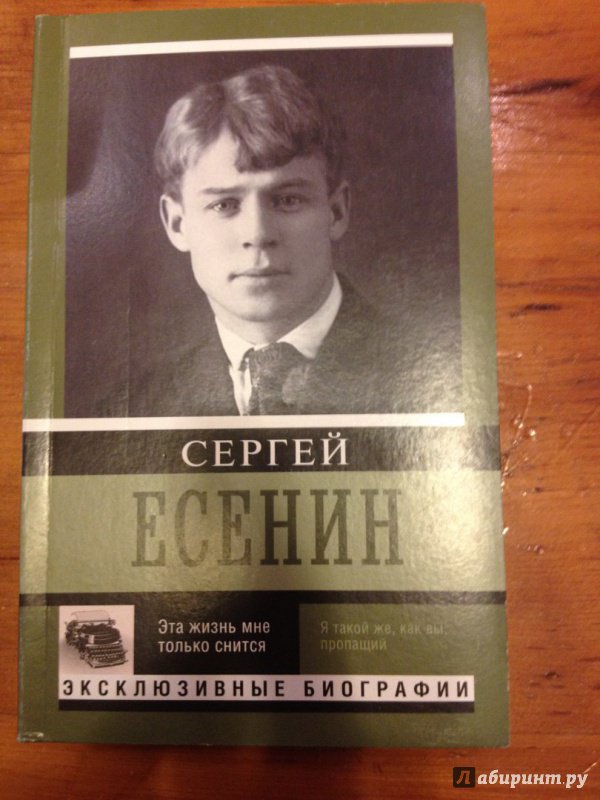 СЕРГЕЙ
ЕСЕНИН
Эта жизнь мне
только снится
Я такой же, как вы,
пропащий
ЭКСКЛЮЗИВНЫЕ БИОГРАФИИ
Лабиринт.ру